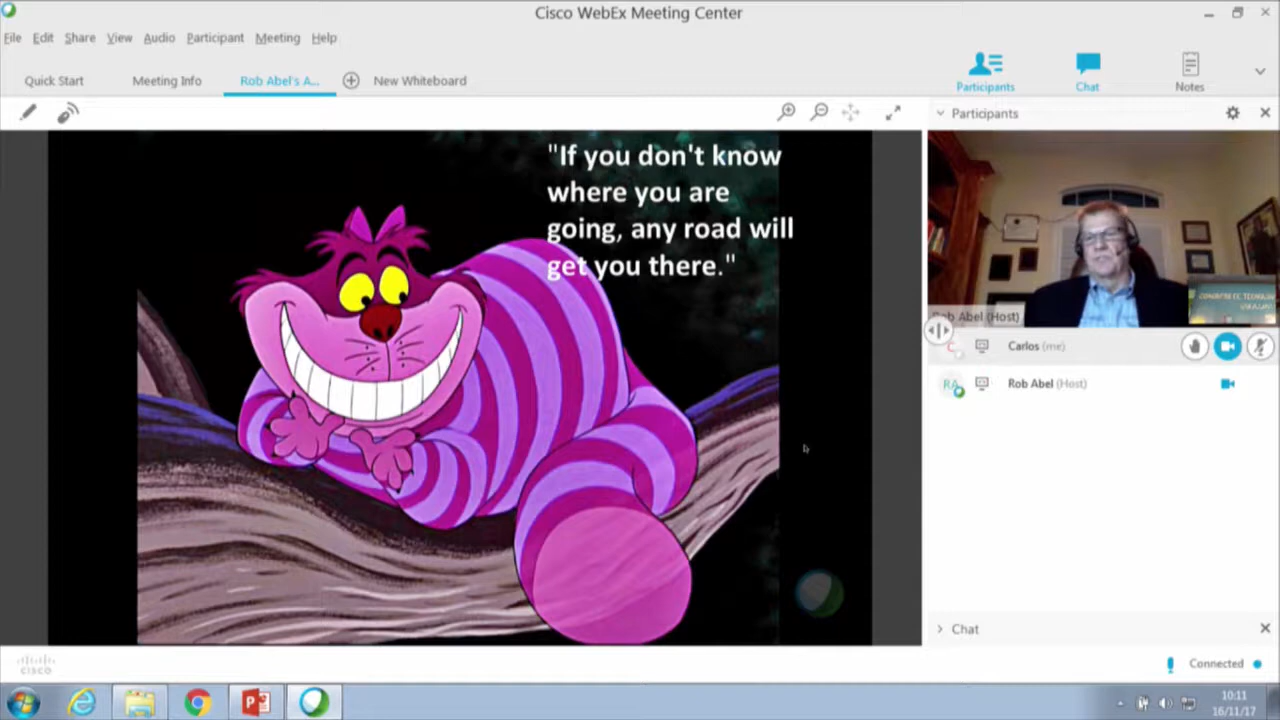 Cisco WebEx Meeting Center
File Edit Share View Audio Participant Meeting Help
Quick Start Meeting Info Rob Abel's A... New Whiteboard
Participants Chat Notes
Participants
"If you don't know
where you are
going, any road will
get you there."
Rob Abel (Host)
Carlos (me)
RA Rob Abel (Host)
Chat
cisco
Connected
10:11
16/11/17